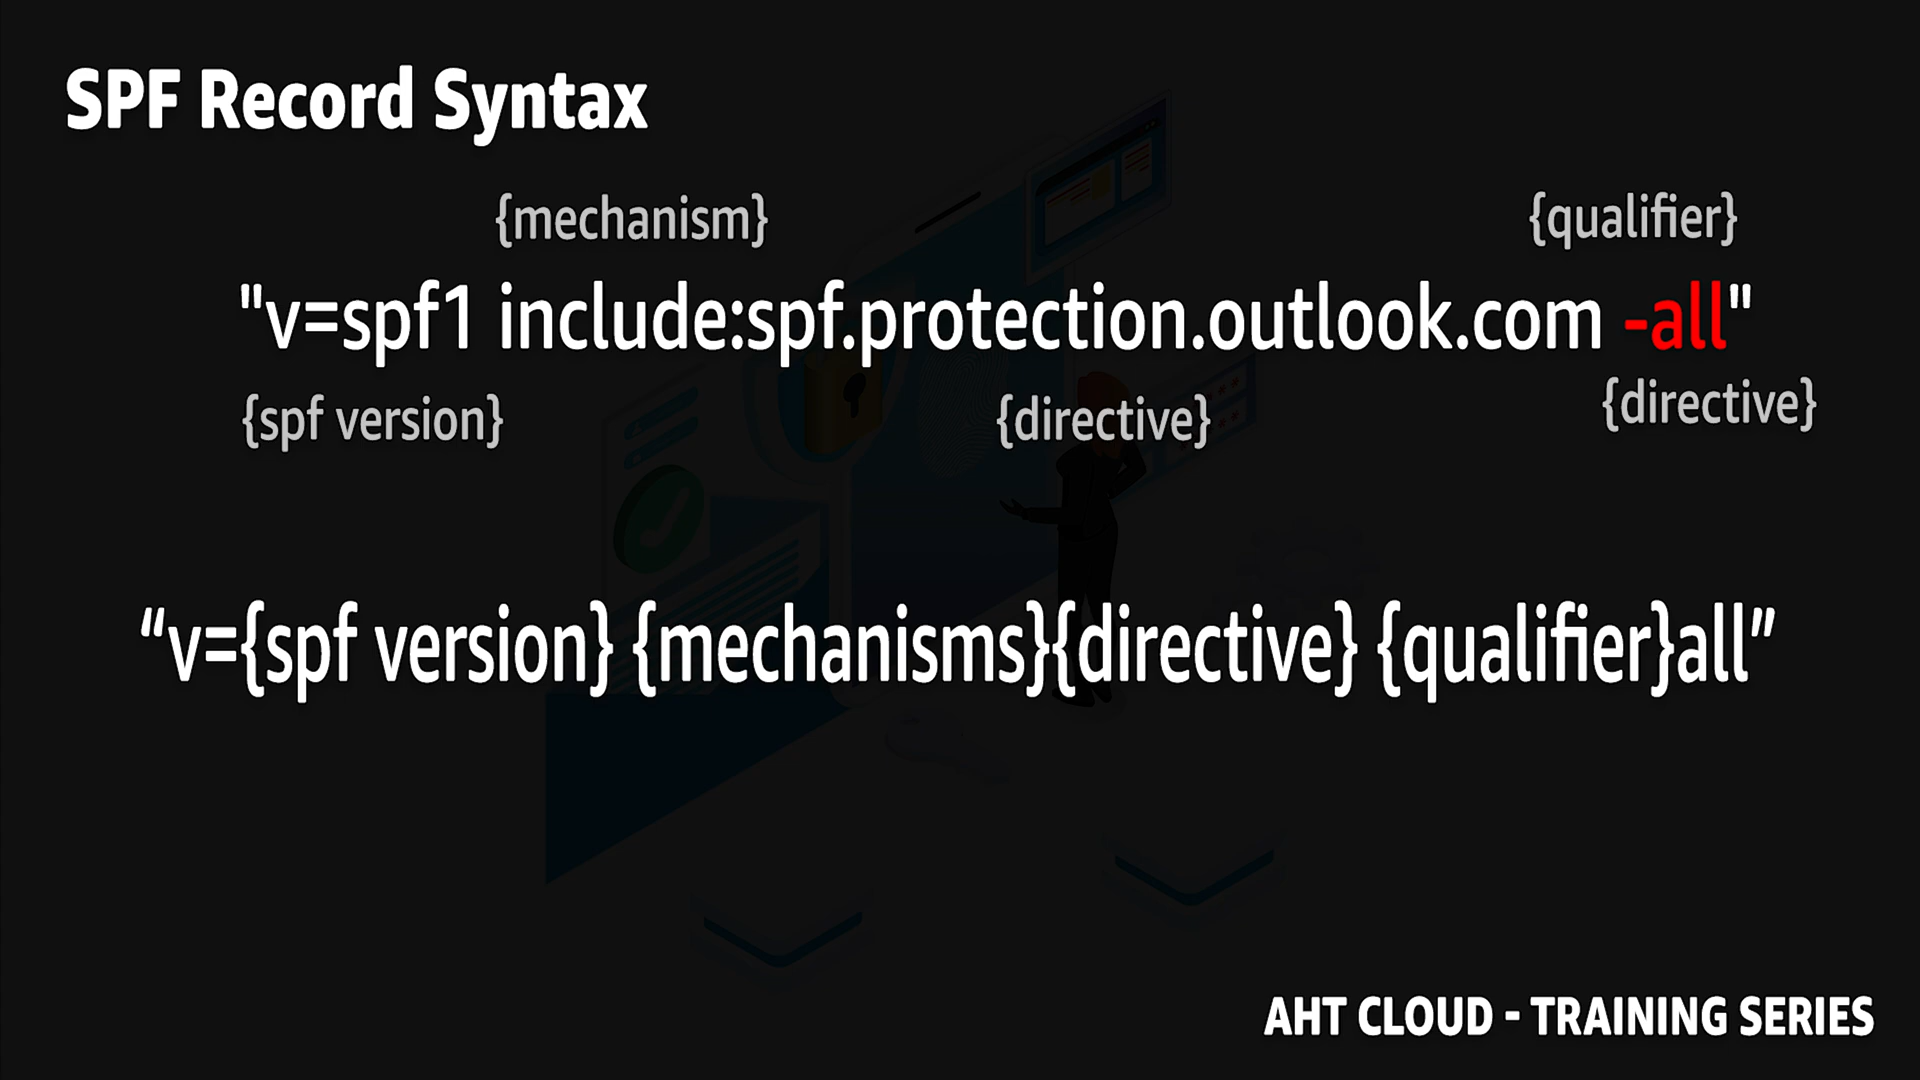 SPF Record Syntax
{mechanism} {qualifier}
"v=spf1 include:spf.protection.outlook.com -all"
{spf version} {directive} {directive}
“v={spf version} {mechanisms}{directive} {qualifier}all”
AHT CLOUD - TRAINING SERIES